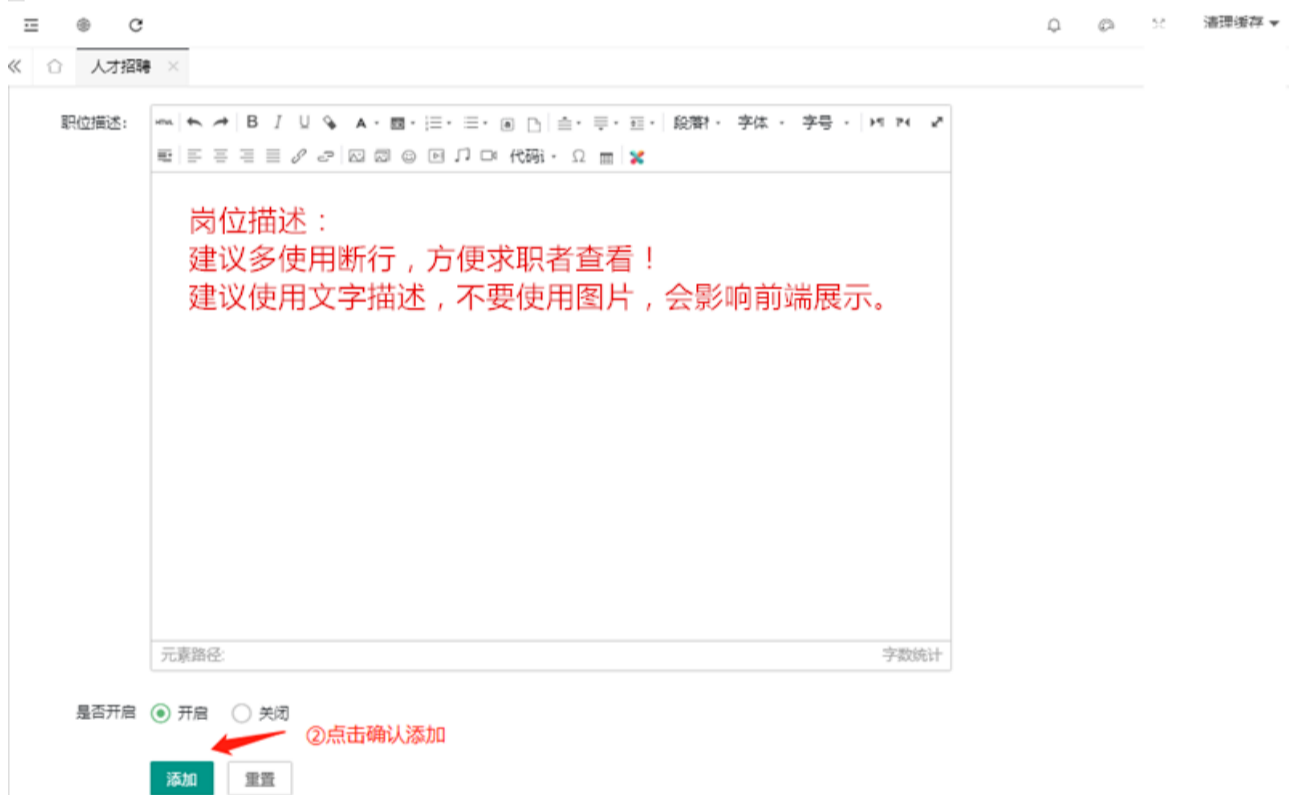 清理缓存
人才招聘
职位描述:
HTML B I U A 段落格 字体 字号
代码语 Ω
岗位描述：
建议多使用断行，方便求职者查看！
建议使用文字描述，不要使用图片，会影响前端展示。
元素路径: 字数统计
是否开启 开启 关闭
②点击确认添加
添加 重置